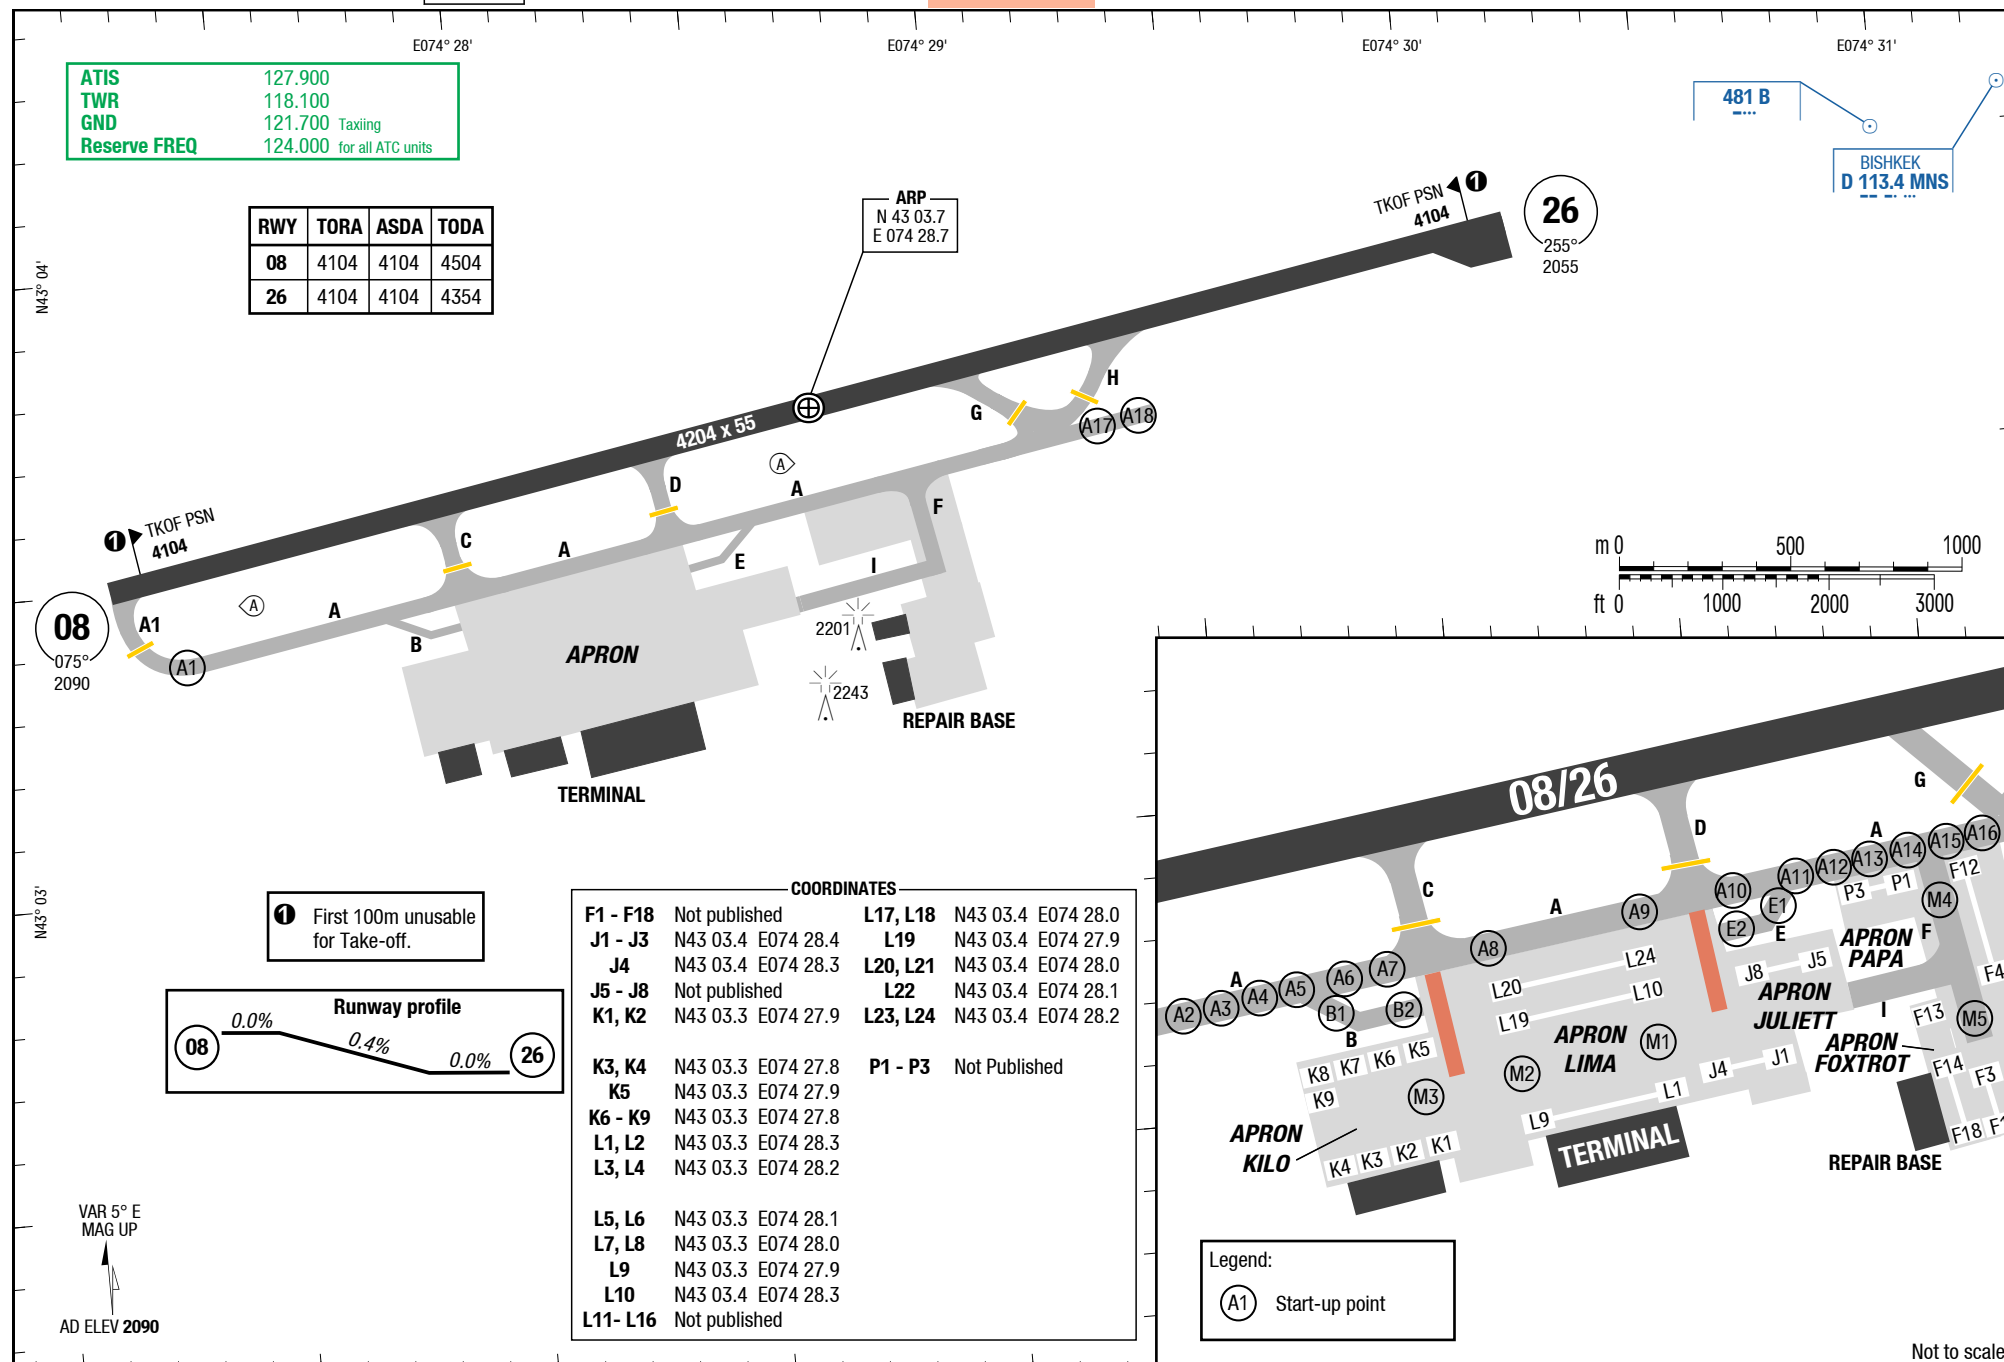 E074° 28'
E074° 29'
E074° 30'
E074° 31'
ATIS 127.900
TWR 118.100
GND 121.700 Taxiing
Reserve FREQ 124.000 for all ATC units
481 B
BISHKEK
D 113.4 MNS
RWY TORA ASDA TODA
08 4104 4104 4504
26 4104 4104 4354
ARP
N 43 03.7
E 074 28.7
TKOF PSN
4104
1
26
255°
2055
N43° 04'
H
G
A17
A18
4204 x 55
A
D
A
F
1
TKOF PSN
4104
C
A
E
I
A
A
A1
B
A1
08
075°
2090
APRON
2201
2243
REPAIR BASE
TERMINAL
m 0 500 1000
ft 0 1000 2000 3000
N43° 03'
1 First 100m unusable
for Take-off.
Runway profile
08
0.0%
0.4%
0.0%
26
COORDINATES
F1 - F18 Not published L17, L18 N43 03.4 E074 28.0
J1 - J3 N43 03.4 E074 28.4 L19 N43 03.4 E074 27.9
J4 N43 03.4 E074 28.3 L20, L21 N43 03.4 E074 28.0
J5 - J8 Not published L22 N43 03.4 E074 28.1
K1, K2 N43 03.3 E074 27.9 L23, L24 N43 03.4 E074 28.2
K3, K4 N43 03.3 E074 27.8 P1 - P3 Not Published
K5 N43 03.3 E074 27.9
K6 - K9 N43 03.3 E074 27.8
L1, L2 N43 03.3 E074 28.3
L3, L4 N43 03.3 E074 28.2
L5, L6 N43 03.3 E074 28.1
L7, L8 N43 03.3 E074 28.0
L9 N43 03.3 E074 27.9
L10 N43 03.4 E074 28.3
L11- L16 Not published
VAR 5° E
MAG UP
AD ELEV 2090
08/26
G
D
C
A
A
A
A2
A3
A4
A5
A6
A7
A8
A9
A10
A11
A12
A13
A14
A15
A16
B1
B2
B
E1
E2
E
P3
P1
F12
M4
F
APRON
PAPA
F4
I
J8
J5
APRON
JULIETT
L20
L24
L19
L10
APRON
LIMA
M1
M2
M3
M5
F13
APRON
FOXTROT
F14
F3
F18
K8
K7
K6
K5
K9
J4
J1
L9
L1
APRON
KILO
K4
K3
K2
K1
TERMINAL
REPAIR BASE
Legend:
A1 Start-up point
Not to scale